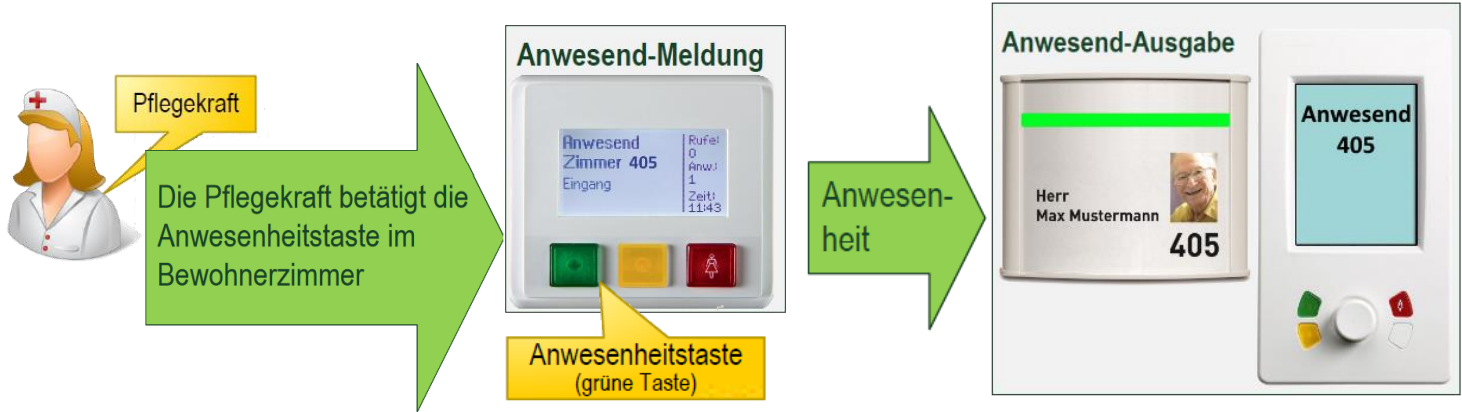 Pflegekraft
Die Pflegekraft betätigt die
Anwesenheitstaste im
Bewohnerzimmer
Anwesend-Meldung
Anwesend
Zimmer 405
Eingang
Rufe:
0
Anw.:
1
Zeit:
11:43
Anwesenheitstaste
(grüne Taste)
Anwesen-
heit
Anwesend-Ausgabe
Herr
Max Mustermann
405
Anwesend
405